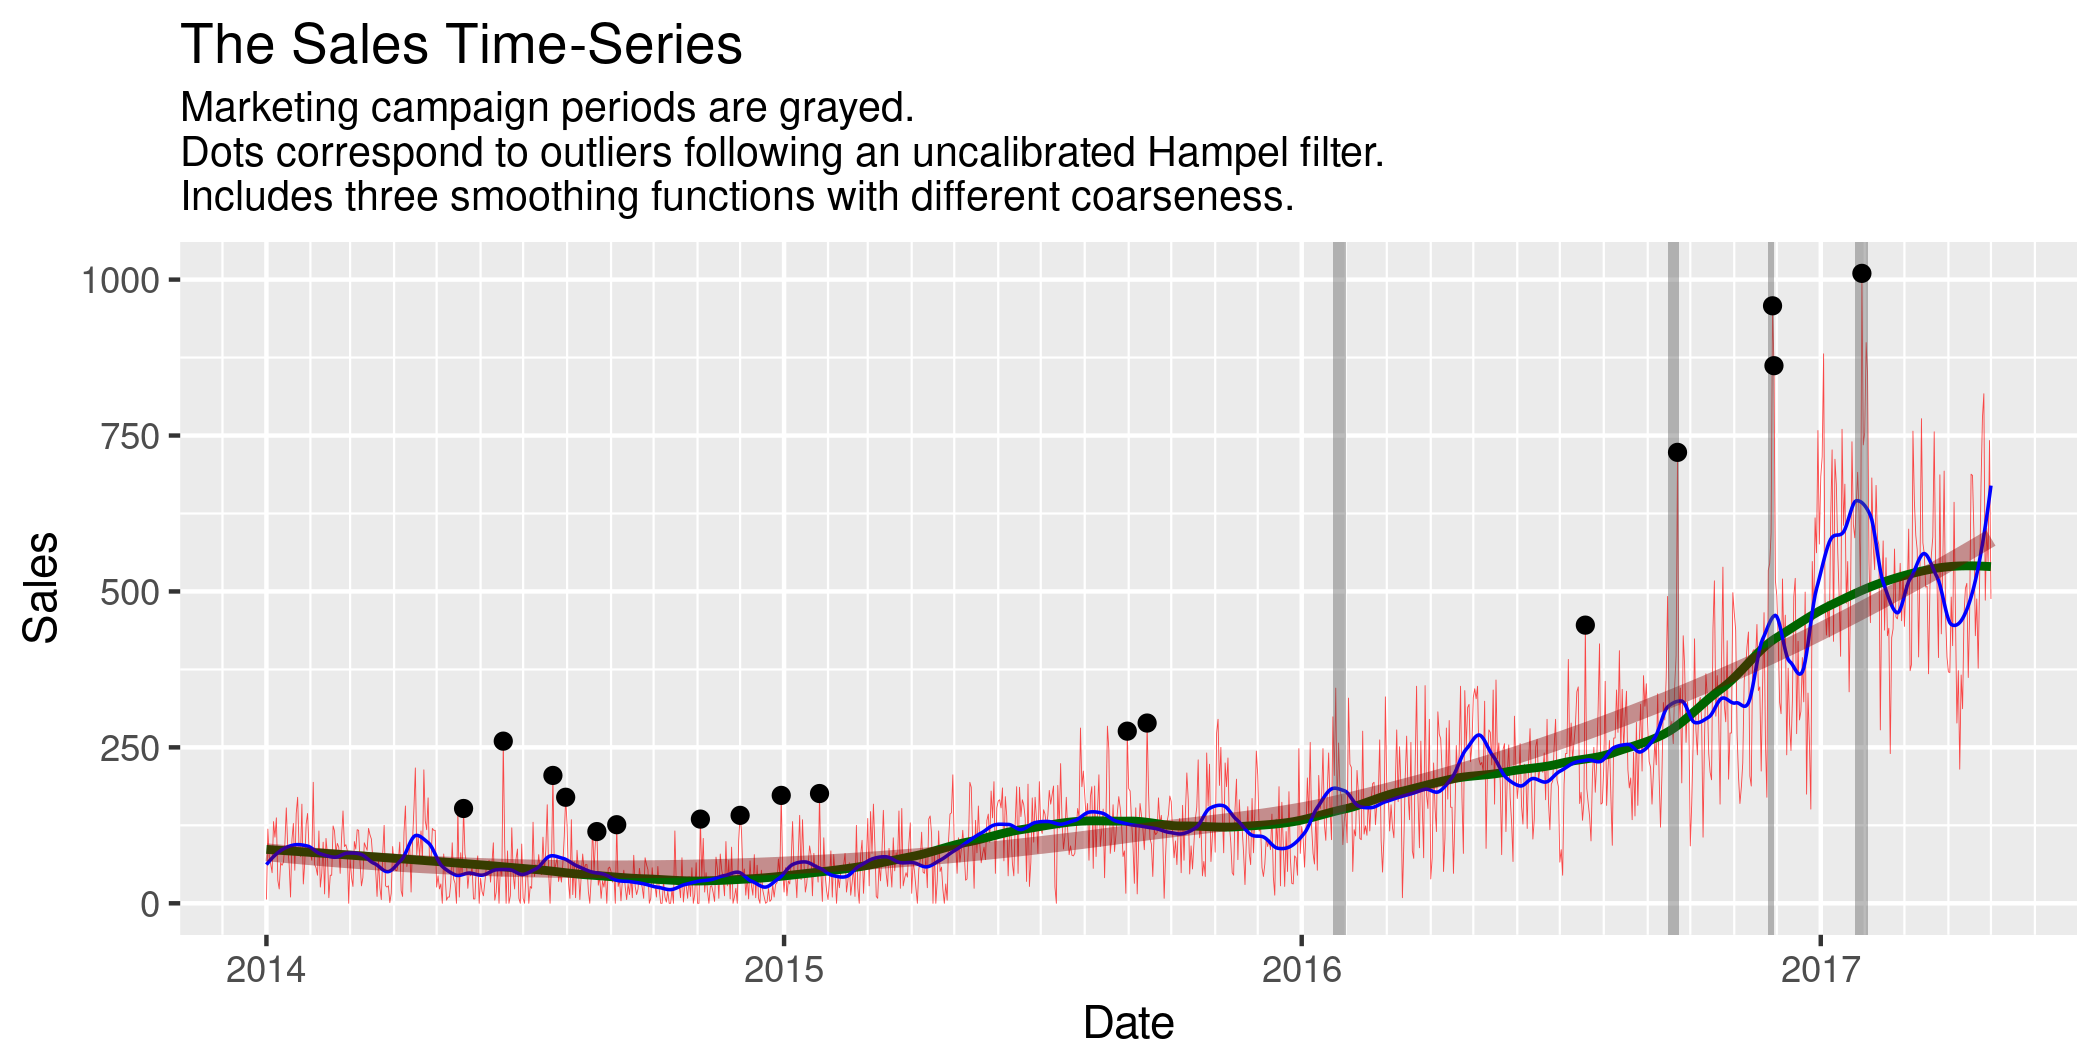 The Sales Time-Series
Marketing campaign periods are grayed.
Dots correspond to outliers following an uncalibrated Hampel filter.
Includes three smoothing functions with different coarseness.
1000
750
500
250
0
Sales
2014 2015 2016 2017
Date